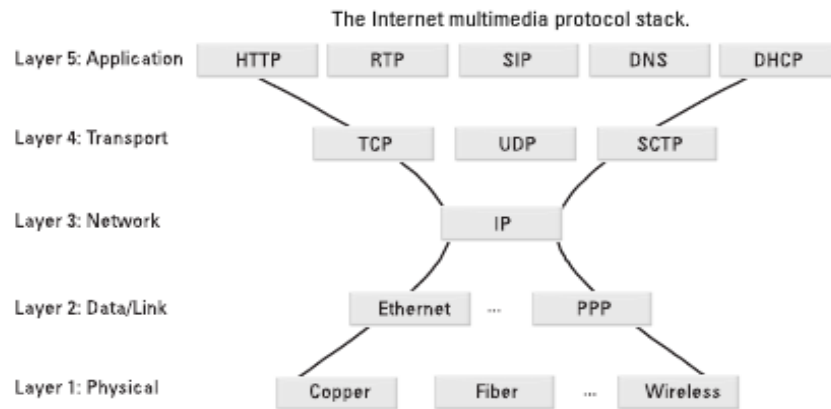 The Internet multimedia protocol stack.
Layer 5: Application HTTP RTP SIP DNS DHCP
Layer 4: Transport TCP UDP SCTP
Layer 3: Network IP
Layer 2: Data/Link Ethernet ... PPP
Layer 1: Physical Copper Fiber ... Wireless